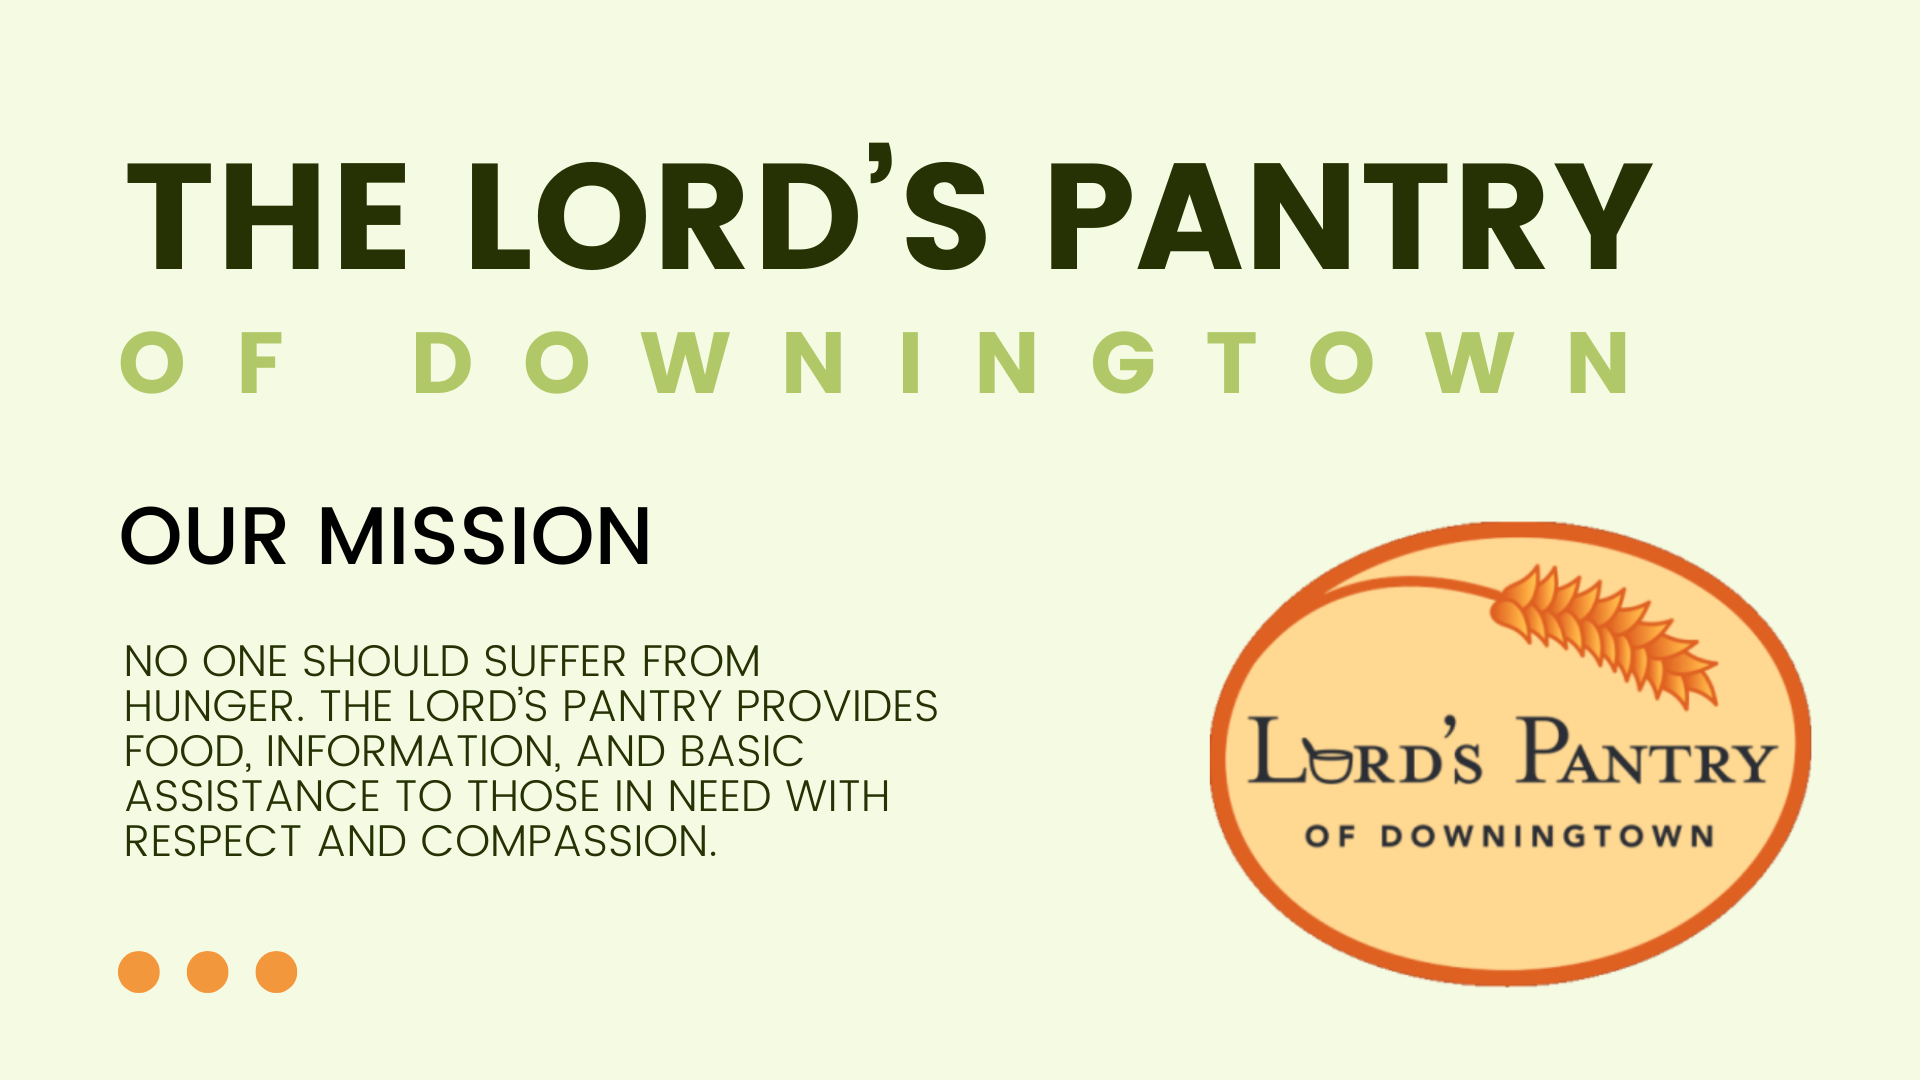 THE LORD’S PANTRY
OF DOWNINGTOWN
OUR MISSION
NO ONE SHOULD SUFFER FROM
HUNGER. THE LORD’S PANTRY PROVIDES
FOOD, INFORMATION, AND BASIC
ASSISTANCE TO THOSE IN NEED WITH
RESPECT AND COMPASSION.
LORD’S PANTRY
OF DOWNINGTOWN